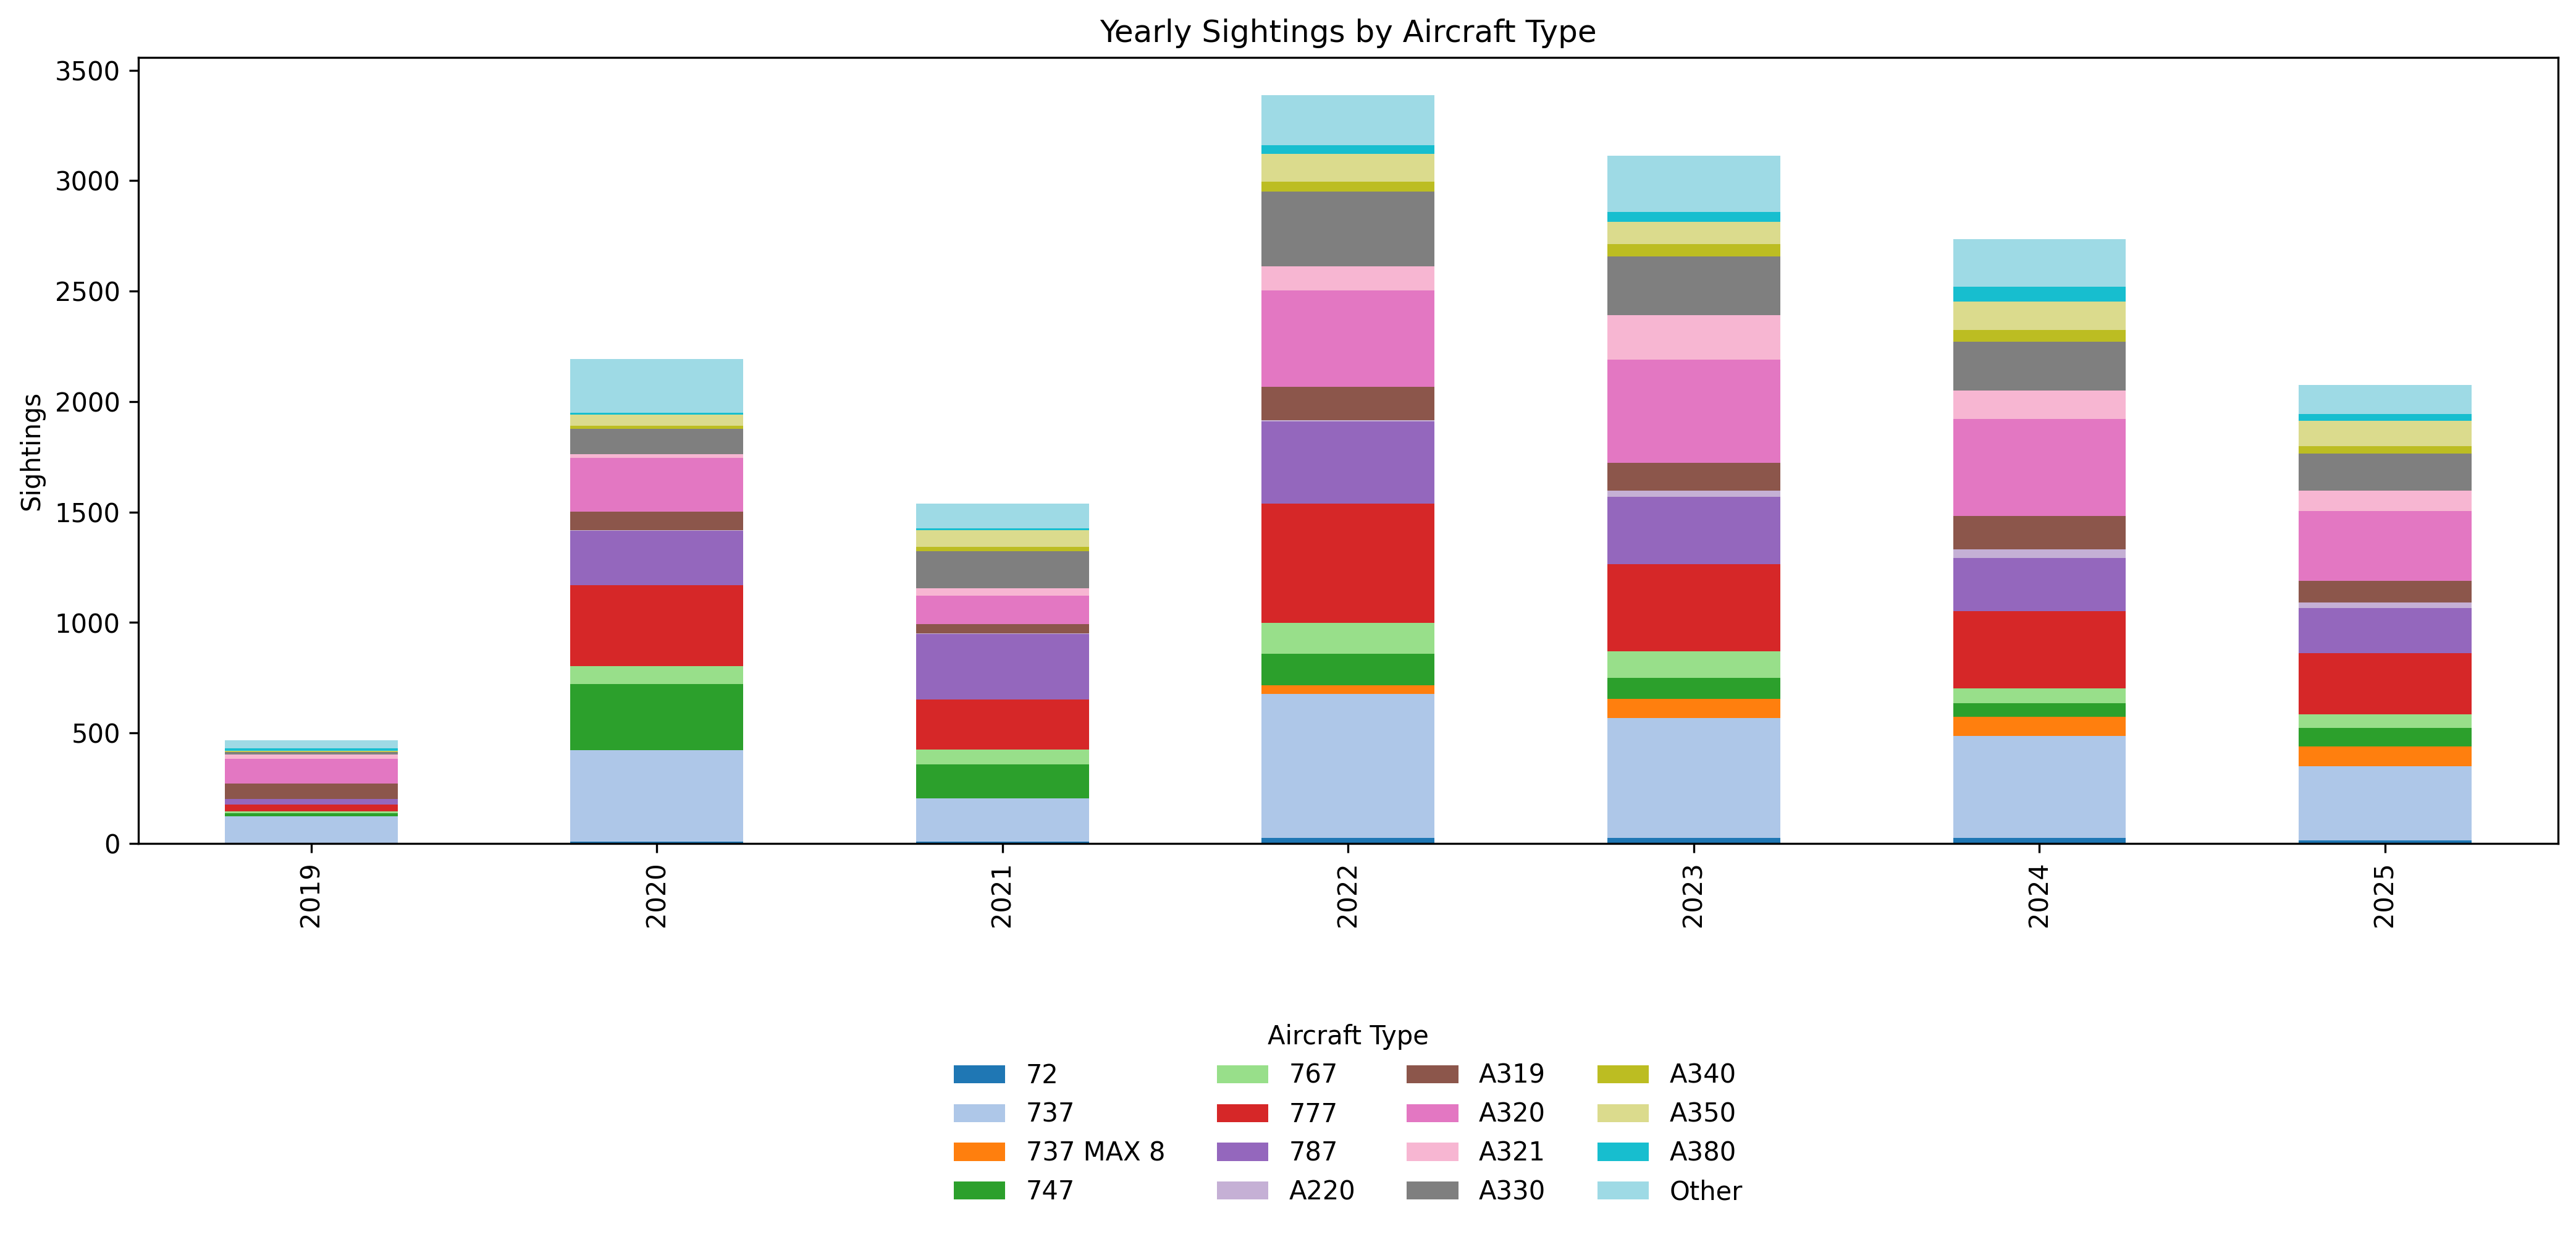 Yearly Sightings by Aircraft Type
3500
3000
2500
2000
1500
1000
500
0
Sightings
2019
2020
2021
2022
2023
2024
2025
Aircraft Type
72
737
737 MAX 8
747
767
777
787
A220
A319
A320
A321
A330
A340
A350
A380
Other